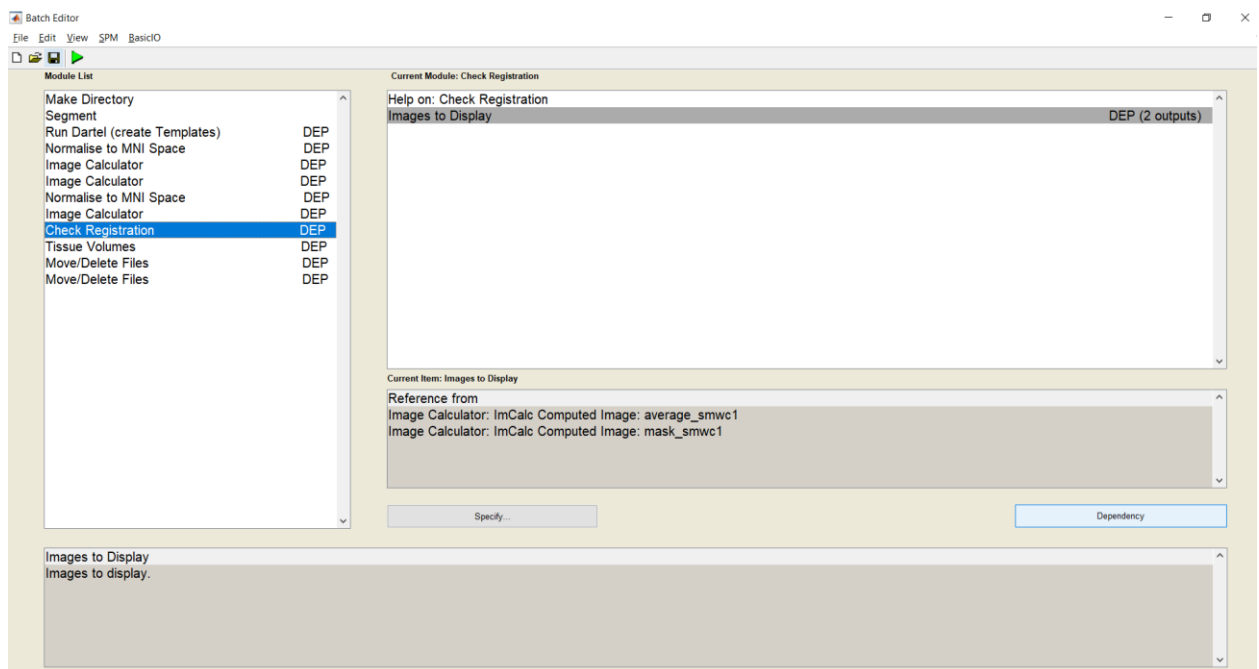 Batch Editor
File Edit View SPM BasicIO
Module List
Make Directory
Segment
Run Dartel (create Templates) DEP
Normalise to MNI Space DEP
Image Calculator DEP
Image Calculator DEP
Normalise to MNI Space DEP
Image Calculator DEP
Check Registration DEP
Tissue Volumes DEP
Move/Delete Files DEP
Move/Delete Files DEP
Current Module: Check Registration
Help on: Check Registration
Images to Display DEP (2 outputs)
Current Item: Images to Display
Reference from
Image Calculator: ImCalc Computed Image: average_smwc1
Image Calculator: ImCalc Computed Image: mask_smwc1
Specify...
Dependency
Images to Display
Images to display.